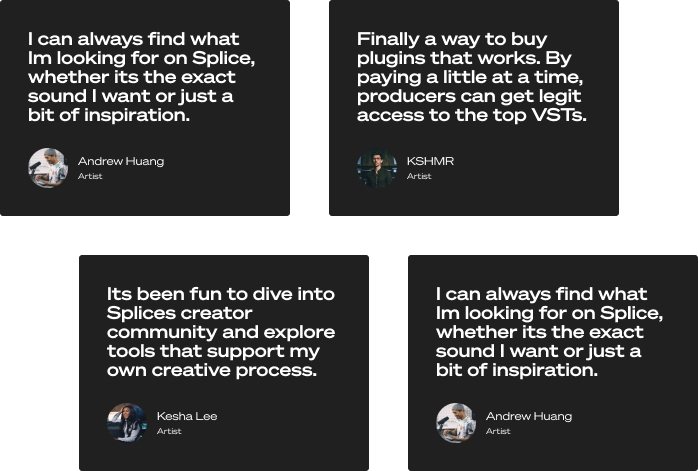 I can always find what
Im looking for on Splice,
whether its the exact
sound I want or just a
bit of inspiration.
Andrew Huang
Artist
Finally a way to buy
plugins that works. By
paying a little at a time,
producers can get legit
access to the top VSTs.
KSHMR
Artist
Its been fun to dive into
Splices creator
community and explore
tools that support my
own creative process.
Kesha Lee
Artist
I can always find what
Im looking for on Splice,
whether its the exact
sound I want or just a
bit of inspiration.
Andrew Huang
Artist